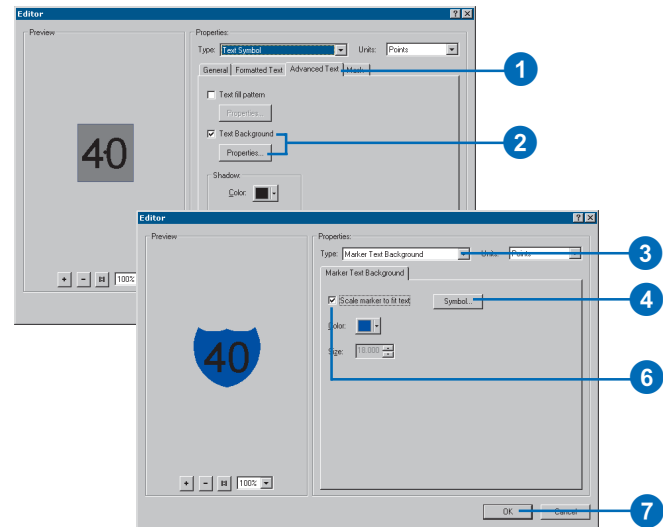 Editor
Preview
Properties:
Type: Text Symbol
Units: Points
General
Formatted Text
Advanced Text
Mask
Text fill pattern
Properties...
Text Background
Properties...
Shadow
Color:
40
100%
1
2
Editor
Preview
Properties:
Type: Marker Text Background
Units: Points
Marker Text Background
Scale marker to fit text
Symbol...
Color:
Size: 18.000
40
100%
OK
Cancel
3
4
6
7